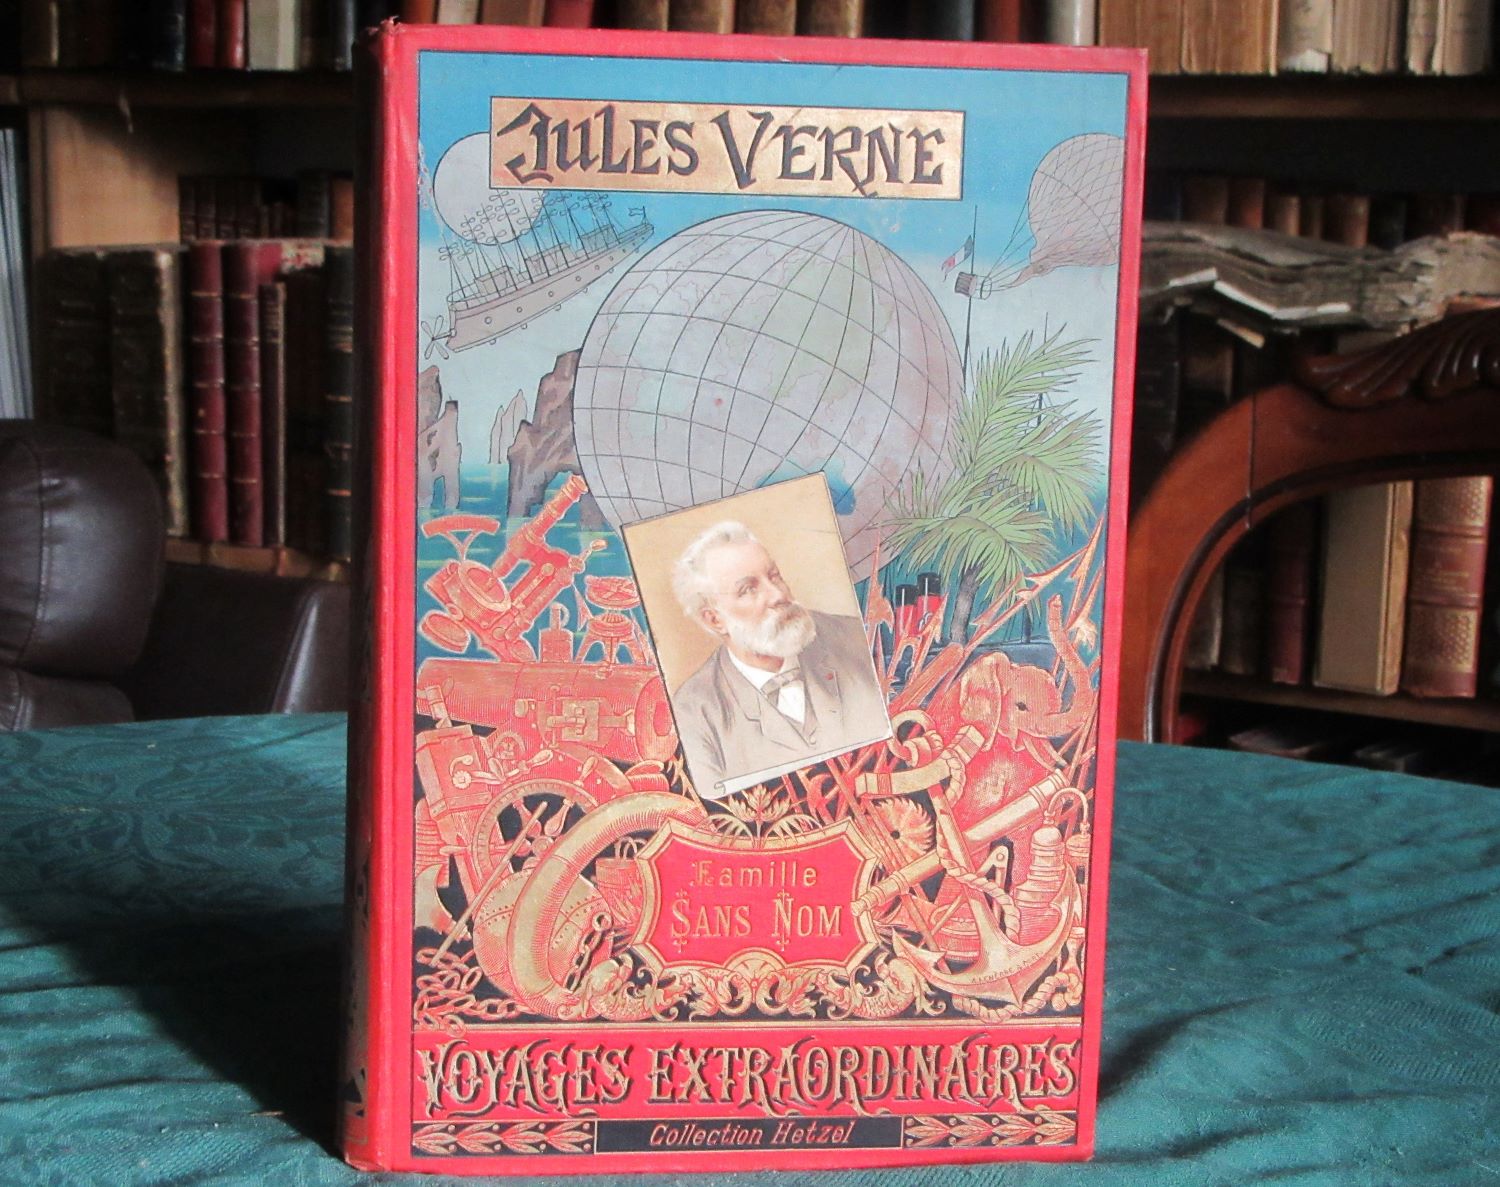 JULES VERNE
Famille
SANS NOM
VOYAGES EXTRAORDINAIRES
Collection Hetzel